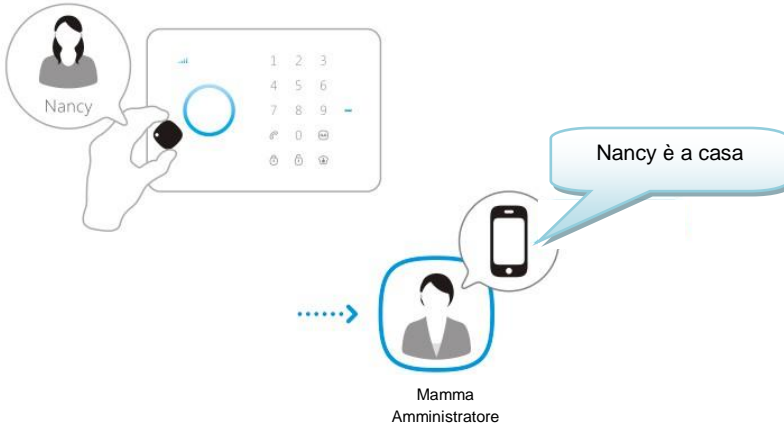 Nancy
1 2 3
4 5 6
7 8 9
0
Nancy è a casa
Mamma
Amministratore